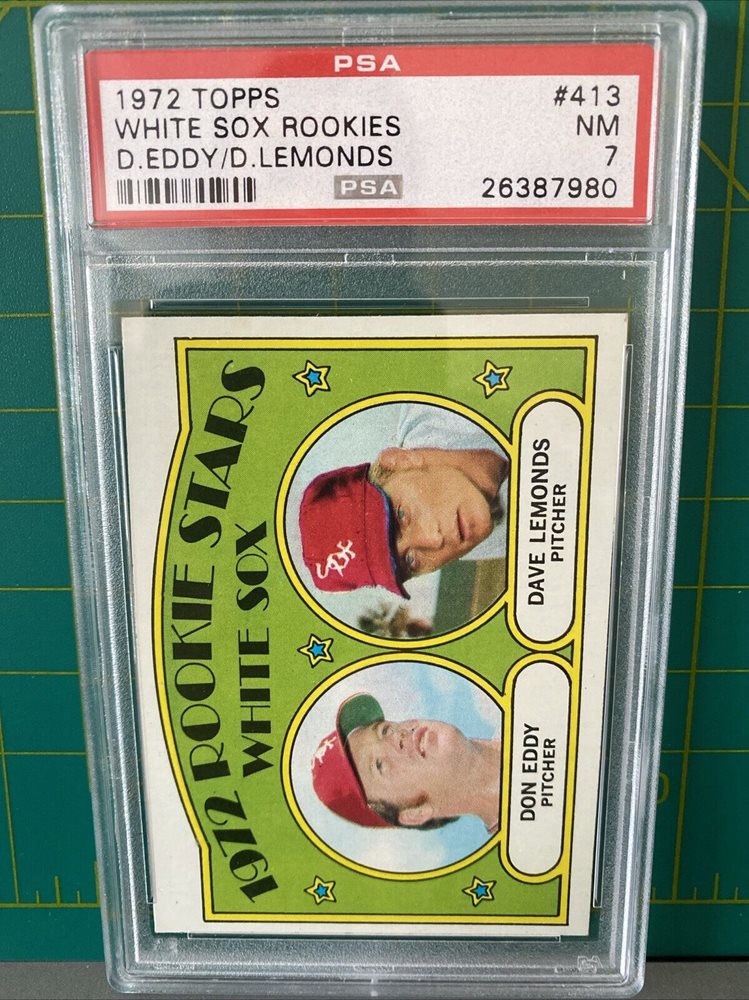 PSA
1972 TOPPS #413
WHITE SOX ROOKIES NM
D.EDDY/D.LEMONDS 7
PSA 26387980
1972 ROOKIE STARS
WHITE SOX
SOX
DON EDDY
PITCHER
DAVE LEMONDS
PITCHER